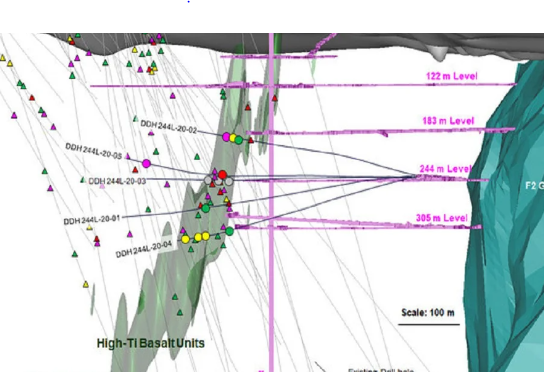 122 m Level
183 m Level
DDH 244L-20-02
DDH 244L-20-05
244 m Level
DDH 244L-20-03
F2 G
DDH 244L-20-01
305 m Level
DDH 244L-20-04
Scale: 100 m
High-Ti Basalt Units
Existing Drill hole